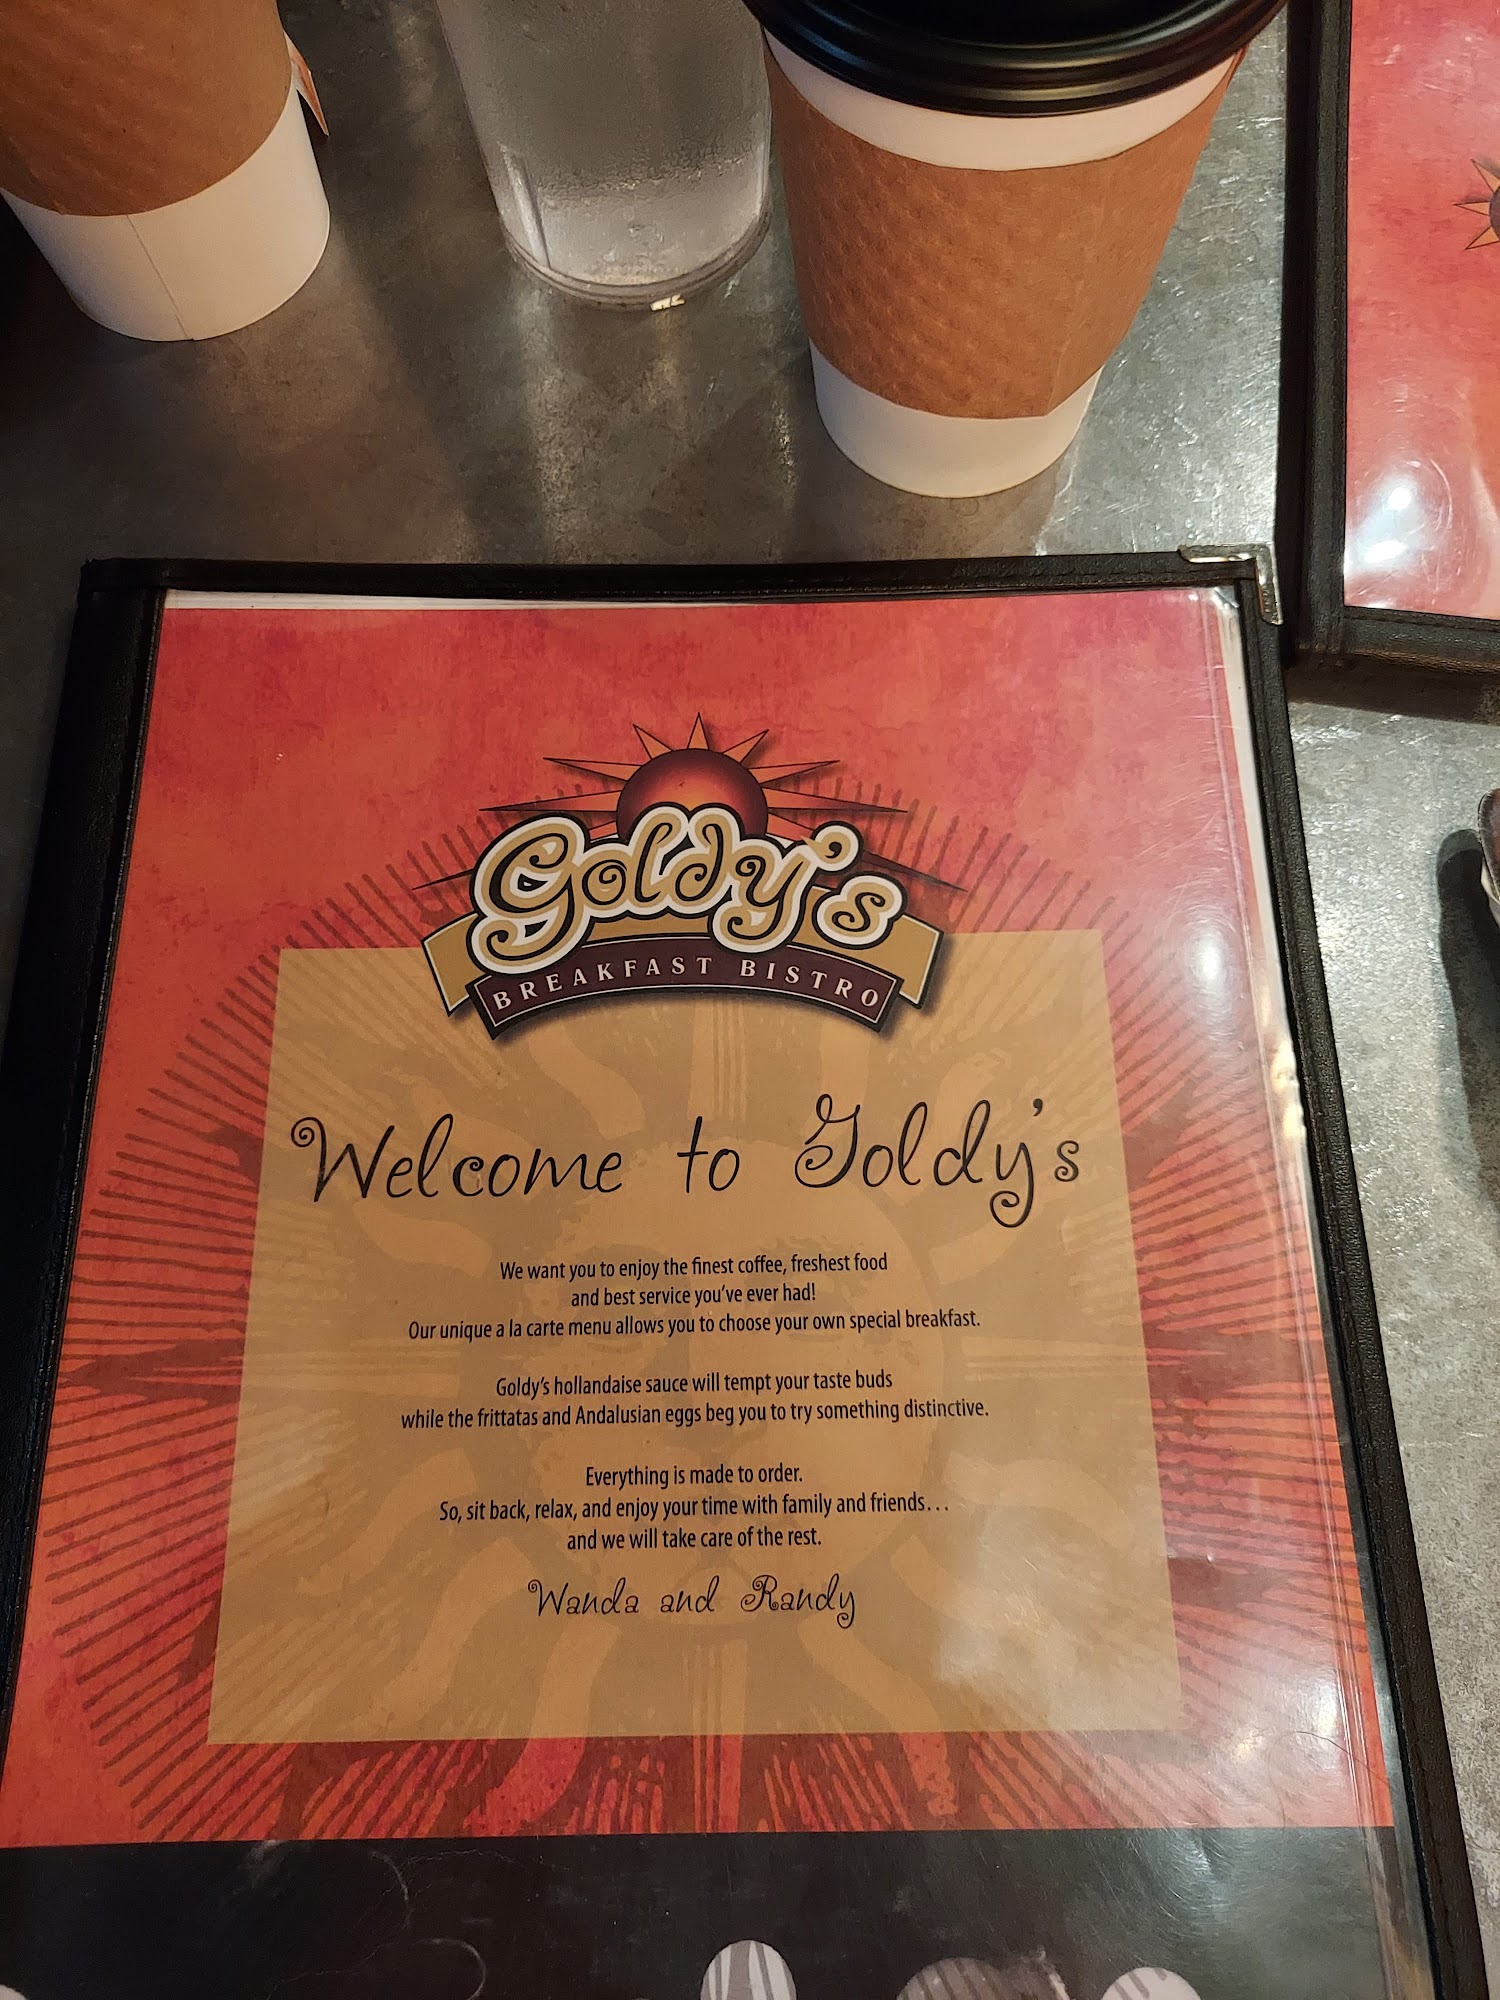 Goldy's
BREAKFAST BISTRO
Welcome to Goldy's
We want you to enjoy the finest coffee, freshest food
and best service you've ever had!
Our unique a la carte menu allows you to choose your own special breakfast.
Goldy's hollandaise sauce will tempt your taste buds
while the frittatas and Andalusian eggs beg you to try something distinctive.
Everything is made to order.
So, sit back, relax, and enjoy your time with family and friends...
and we will take care of the rest.
Wanda and Randy